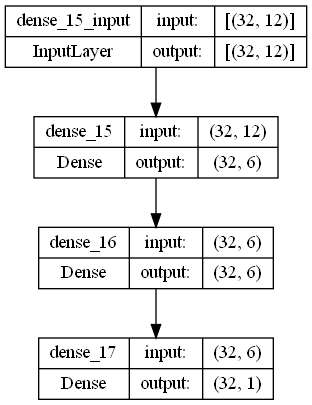 dense_15_input input: [(32, 12)]
InputLayer output: [(32, 12)]
dense_15 input: (32, 12)
Dense output: (32, 6)
dense_16 input: (32, 6)
Dense output: (32, 6)
dense_17 input: (32, 6)
Dense output: (32, 1)